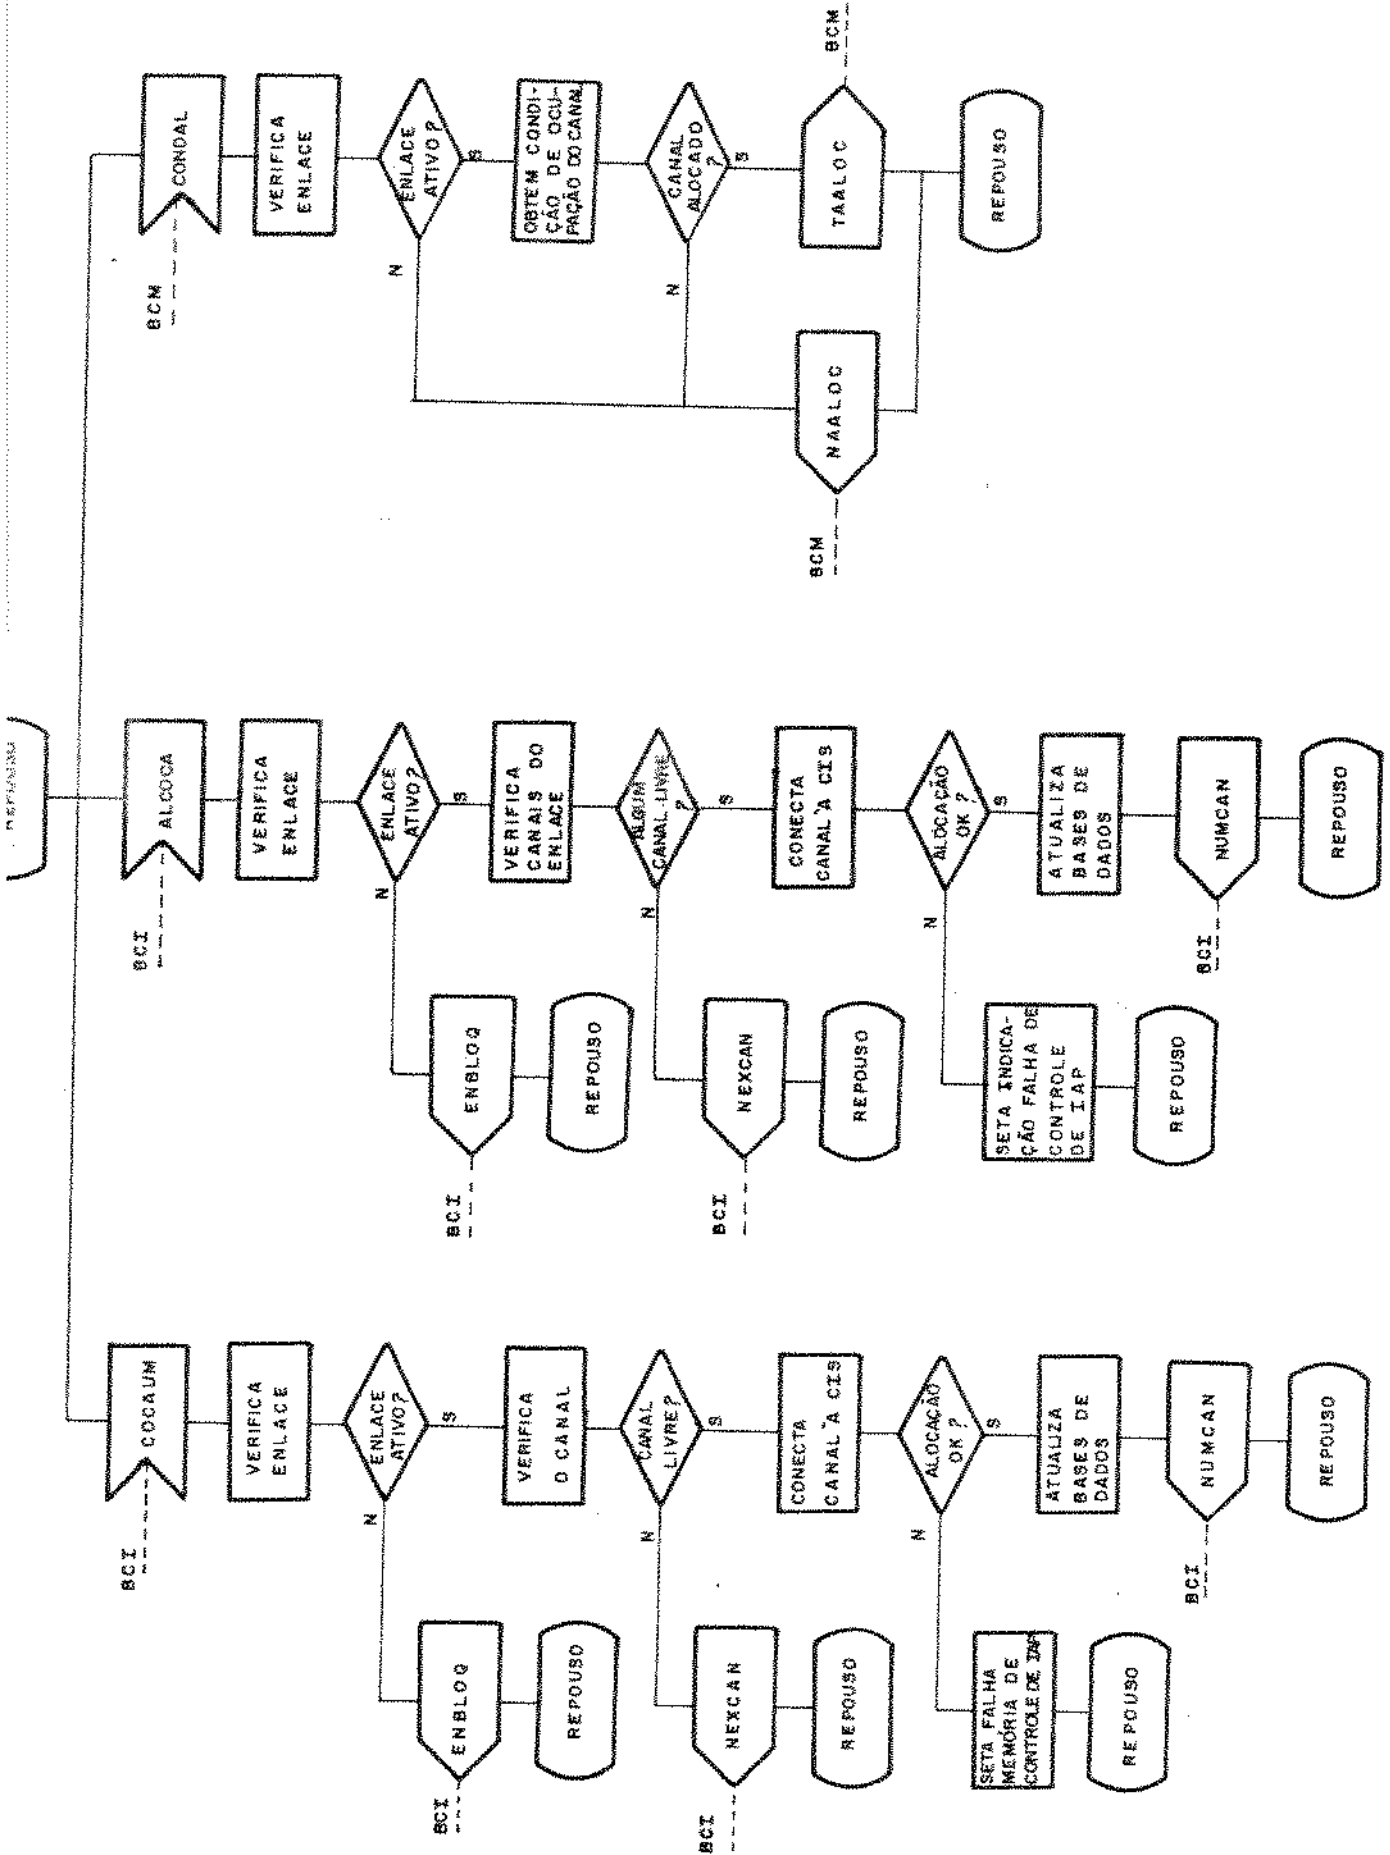 REPOUSO
BCI
COCAUM
VERIFICA
ENLACE
ENLACE
ATIVO?
N
S
ENBLOQ
BCI
REPOUSO
VERIFICA
O CANAL
CANAL
LIVRE?
N
S
NEXCAN
BCI
REPOUSO
CONECTA
CANAL À CIS
ALOCAÇÃO
OK?
N
S
SETA FALHA
MEMÓRIA DE
CONTROLE DE IAP
REPOUSO
ATUALIZA
BASES DE
DADOS
NUMCAN
BCI
REPOUSO
BCI
ALCOCA
VERIFICA
ENLACE
ENLACE
ATIVO?
N
S
ENBLOQ
BCI
REPOUSO
VERIFICA
CANAIS DO
ENLACE
ALGUM
CANAL LIVRE
?
N
S
NEXCAN
BCI
REPOUSO
CONECTA
CANAL À CIS
ALOCAÇÃO
OK?
N
S
SETA INDICA-
ÇÃO FALHA DE
CONTROLE
DE IAP
REPOUSO
ATUALIZA
BASES DE
DADOS
NUMCAN
BCI
REPOUSO
BCM
CONOAL
VERIFICA
ENLACE
ENLACE
ATIVO?
N
S
OBTEM CONDI-
ÇÃO DE OCU-
PAÇÃO DO CANAL
CANAL
ALOCADO
?
N
S
NAALOC
BCM
TAALOC
BCM
REPOUSO